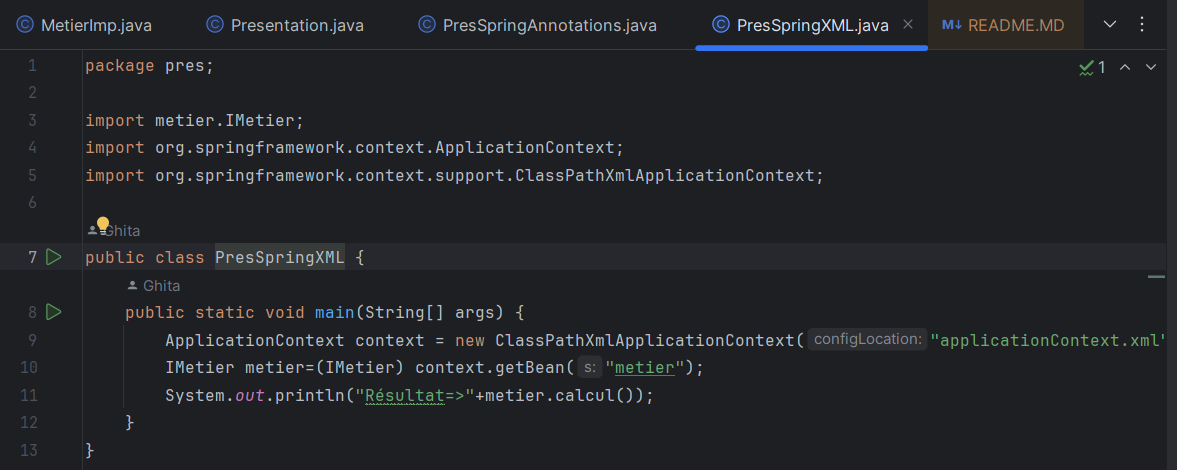 MetierImp.java Presentation.java PresSpringAnnotations.java PresSpringXML.java README.MD
1 package pres;
2
3 import metier.IMetier;
4 import org.springframework.context.ApplicationContext;
5 import org.springframework.context.support.ClassPathXmlApplicationContext;
6
Ghita
7 public class PresSpringXML {
Ghita
8 public static void main(String[] args) {
9 ApplicationContext context = new ClassPathXmlApplicationContext( configLocation: "applicationContext.xml"
10 IMetier metier=(IMetier) context.getBean( s: "metier");
11 System.out.println("Résultat=>"+metier.calcul());
12 }
13 }
1